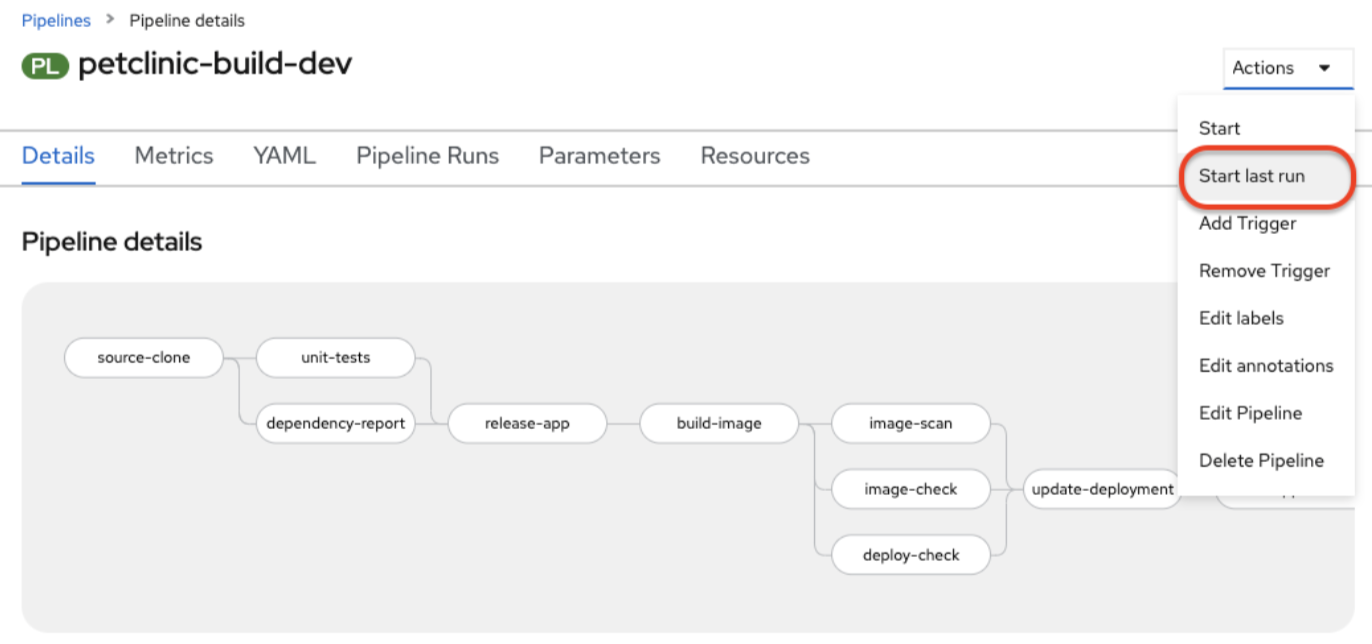 Pipelines > Pipeline details
PL petclinic-build-dev
Actions
Start
Start last run
Add Trigger
Remove Trigger
Edit labels
Edit annotations
Edit Pipeline
Delete Pipeline
Details Metrics YAML Pipeline Runs Parameters Resources
Pipeline details
source-clone unit-tests
dependency-report release-app build-image image-scan
image-check update-deployment
deploy-check